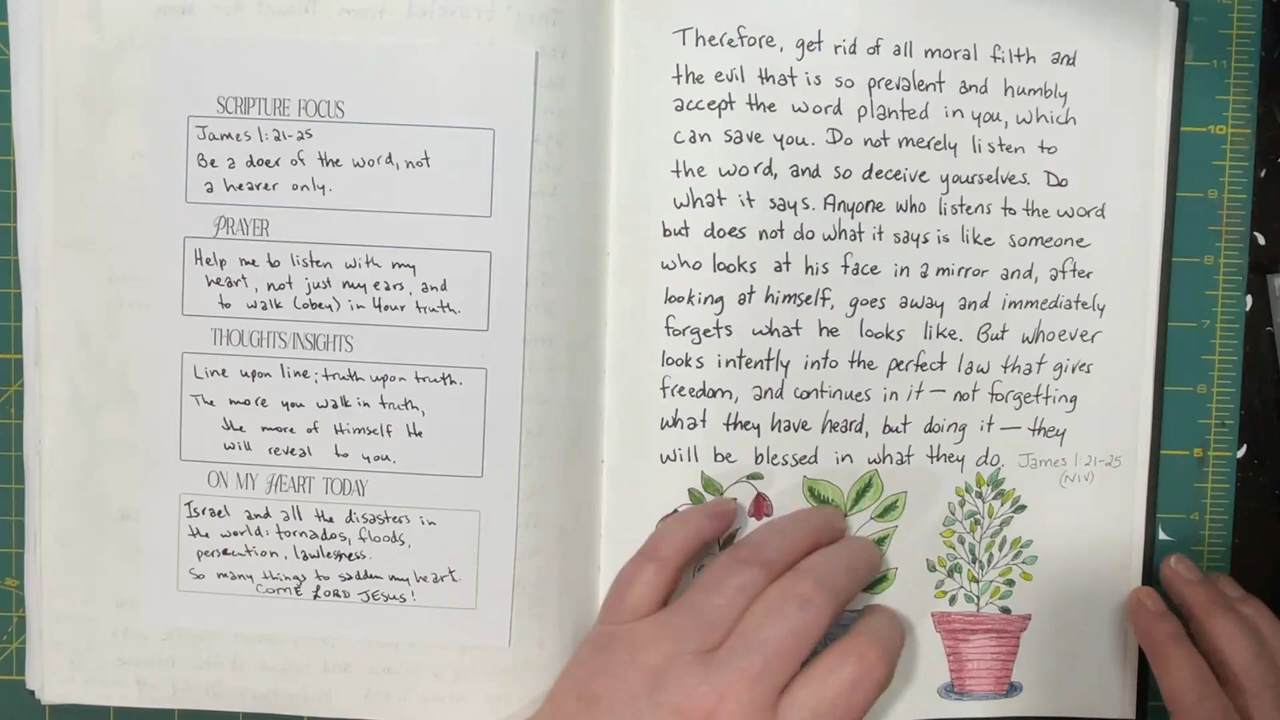 SCRIPTURE FOCUS
James 1:21-25
Be a doer of the word, not
a hearer only.
PRAYER
Help me to listen with my
heart, not just my ears, and
to walk (obey) in Your truth.
THOUGHTS/INSIGHTS
Line upon line; truth upon truth.
The more you walk in truth,
the more of Himself He
will reveal to you.
ON MY HEART TODAY
Israel and all the disasters in
the world: tornados, floods,
persecution, lawlessness.
So many things to sadden my heart.
COME LORD JESUS!
Therefore, get rid of all moral filth and
the evil that is so prevalent and humbly
accept the word planted in you, which
can save you. Do not merely listen to
the word, and so deceive yourselves. Do
what it says. Anyone who listens to the word
but does not do what it says is like someone
who looks at his face in a mirror and, after
looking at himself, goes away and immediately
forgets what he looks like. But whoever
looks intently into the perfect law that gives
freedom, and continues in it — not forgetting
what they have heard, but doing it — they
will be blessed in what they do. James 1:21-25
(NIV)
11
10
9
8
7
6
5
4